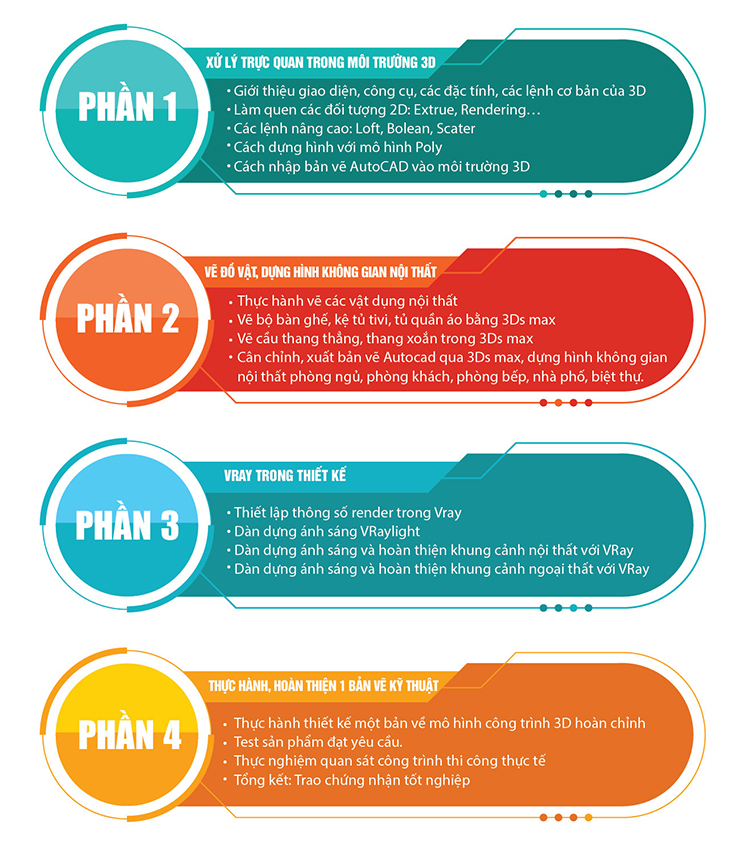 PHẦN 1
XỬ LÝ TRỰC QUAN TRONG MÔI TRƯỜNG 3D
• Giới thiệu giao diện, công cụ, các đặc tính, các lệnh cơ bản của 3D
• Làm quen các đối tượng 2D: Extrue, Rendering…
• Các lệnh nâng cao: Loft, Bolean, Scater
• Cách dựng hình với mô hình Poly
• Cách nhập bản vẽ AutoCAD vào môi trường 3D
PHẦN 2
VẼ ĐỒ VẬT, DỰNG HÌNH KHÔNG GIAN NỘI THẤT
• Thực hành vẽ các vật dụng nội thất
• Vẽ bộ bàn ghế, kệ tủ tivi, tủ quần áo bằng 3Ds max
• Vẽ cầu thang thẳng, thang xoắn trong 3Ds max
• Cân chỉnh, xuất bản vẽ Autocad qua 3Ds max, dựng hình không gian
nội thất phòng ngủ, phòng khách, phòng bếp, nhà phố, biệt thự.
PHẦN 3
VRAY TRONG THIẾT KẾ
• Thiết lập thông số render trong Vray
• Dàn dựng ánh sáng VRaylight
• Dàn dựng ánh sáng và hoàn thiện khung cảnh nội thất với VRay
• Dàn dựng ánh sáng và hoàn thiện khung cảnh ngoại thất với VRay
PHẦN 4
THỰC HÀNH, HOÀN THIỆN 1 BẢN VẼ KỸ THUẬT
• Thực hành thiết kế một bản về mô hình công trình 3D hoàn chỉnh
• Test sản phẩm đạt yêu cầu.
• Thực nghiệm quan sát công trình thi công thực tế
• Tổng kết: Trao chứng nhận tốt nghiệp